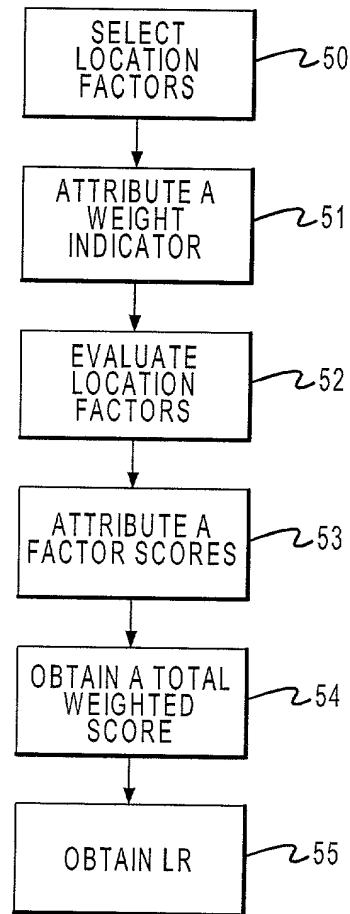 SELECT
LOCATION
FACTORS
50
ATTRIBUTE A
WEIGHT
INDICATOR
51
EVALUATE
LOCATION
FACTORS
52
ATTRIBUTE A
FACTOR SCORES
53
OBTAIN A TOTAL
WEIGHTED
SCORE
54
OBTAIN LR
55